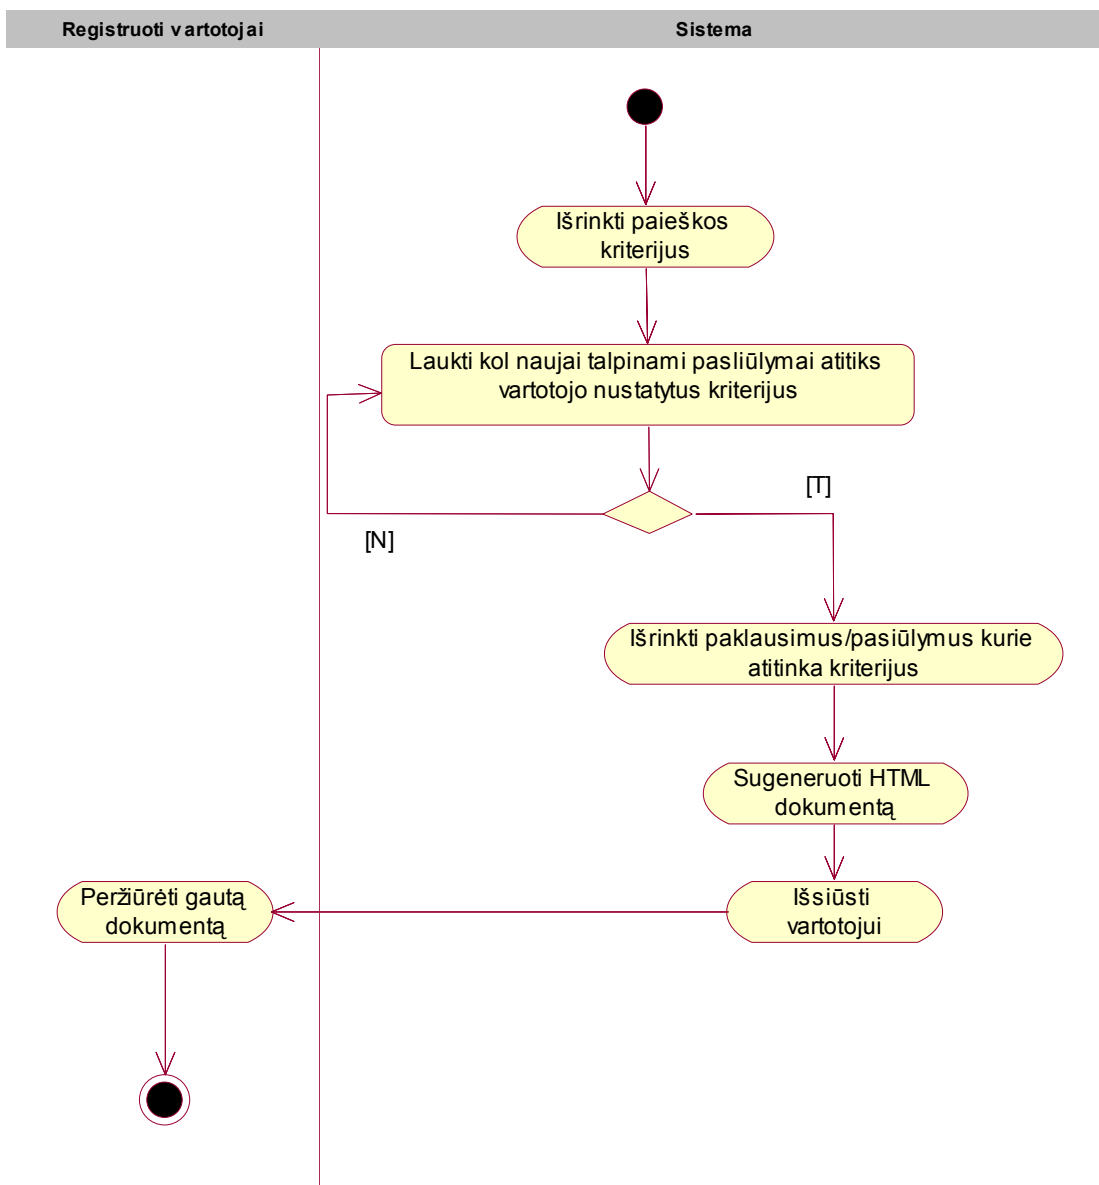 Registruoti vartotojai
Sistema
Išrinkti paieškos
kriterijus
Laukti kol naujai talpinami pasliūlymai atitiks
vartotojo nustatytus kriterijus
[T]
[N]
Išrinkti paklausimus/pasiūlymus kurie
atitinka kriterijus
Sugeneruoti HTML
dokumentą
Peržiūrėti gautą
dokumentą
Išsiūsti
vartotojui